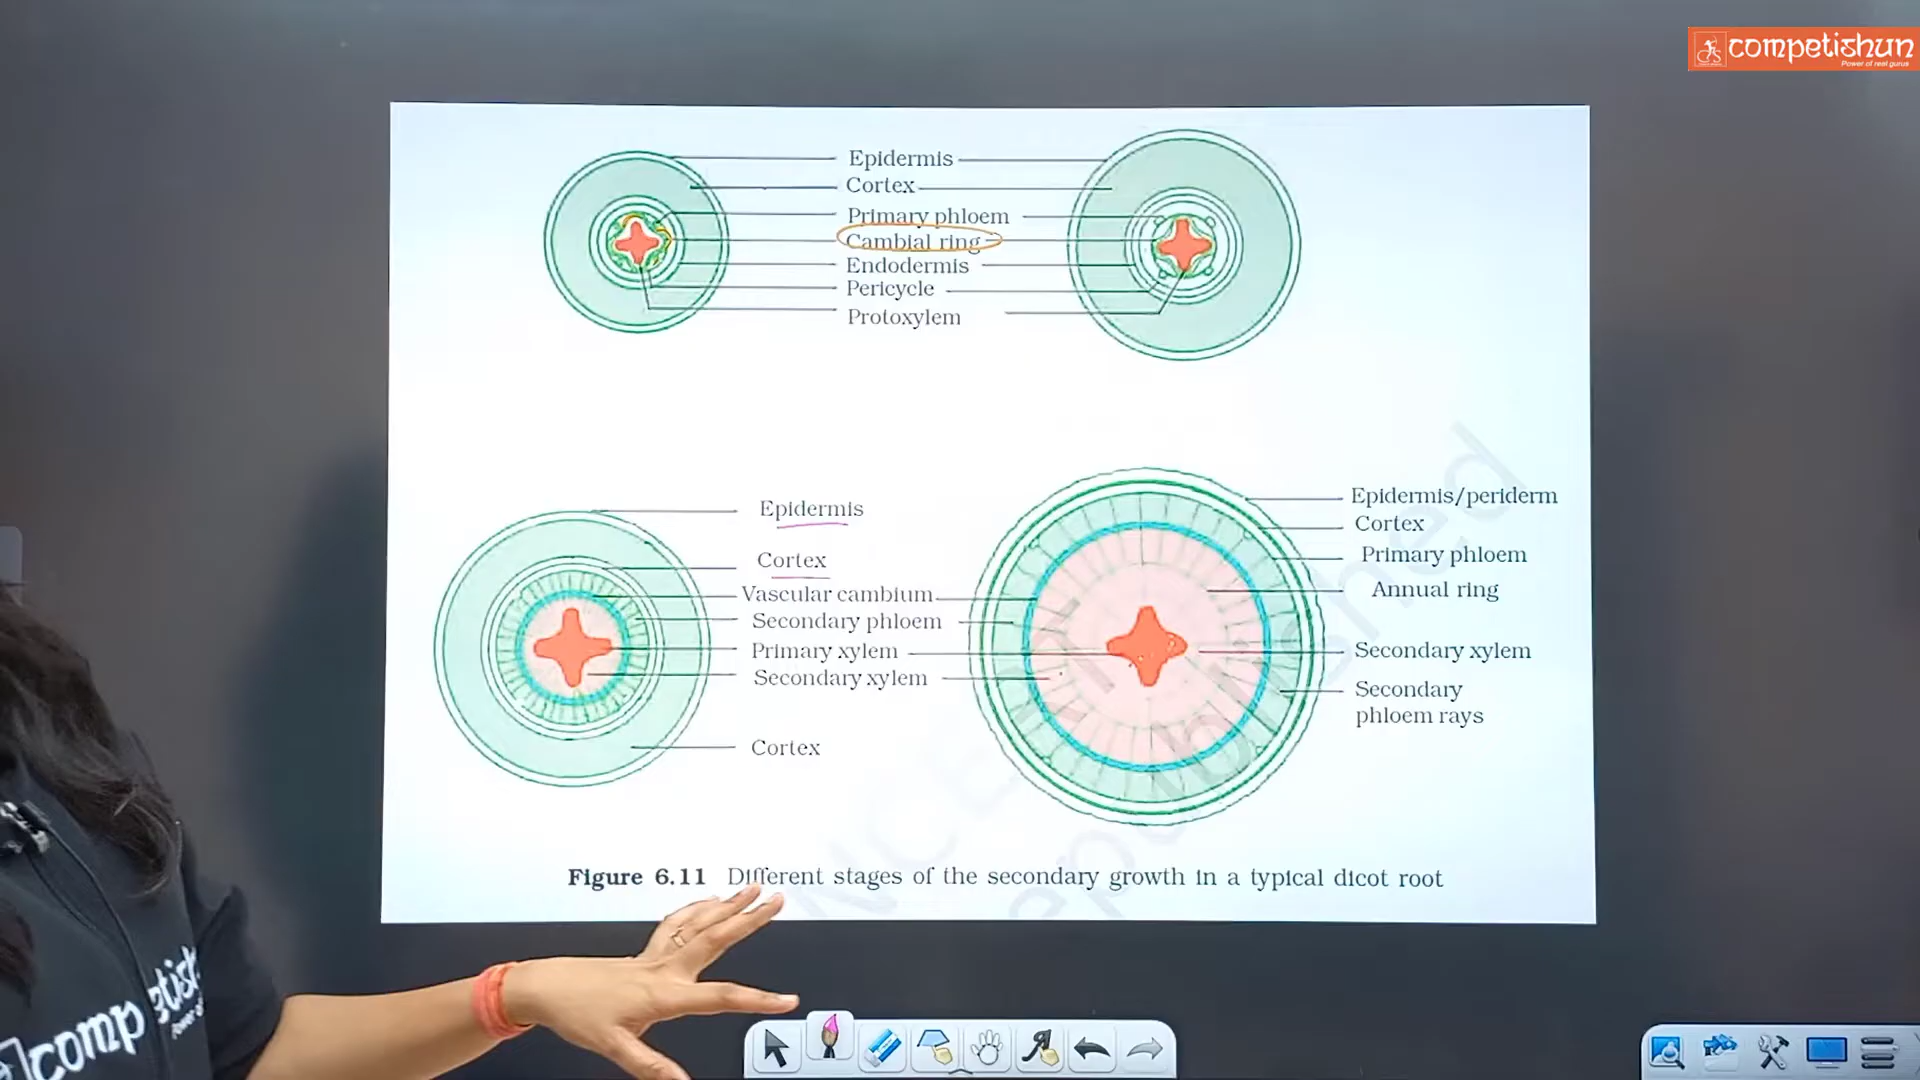 competishun
Power of real gurus
Epidermis
Cortex
Primary phloem
Cambial ring
Endodermis
Pericycle
Protoxylem
Epidermis
Cortex
Vascular cambium
Secondary phloem
Primary xylem
Secondary xylem
Cortex
Epidermis/periderm
Cortex
Primary phloem
Annual ring
Secondary xylem
Secondary
phloem rays
Figure 6.11 Different stages of the secondary growth in a typical dicot root